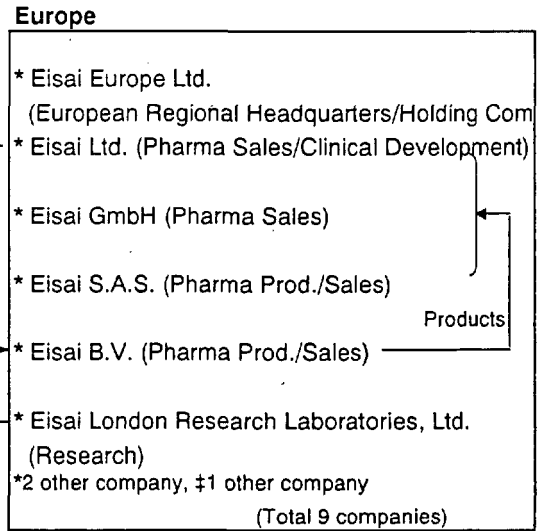 Europe
* Eisai Europe Ltd.
(European Regional Headquarters/Holding Com
* Eisai Ltd. (Pharma Sales/Clinical Development)
* Eisai GmbH (Pharma Sales)
* Eisai S.A.S. (Pharma Prod./Sales)
Products
* Eisai B.V. (Pharma Prod./Sales)
* Eisai London Research Laboratories, Ltd.
(Research)
*2 other company, ‡1 other company
(Total 9 companies)